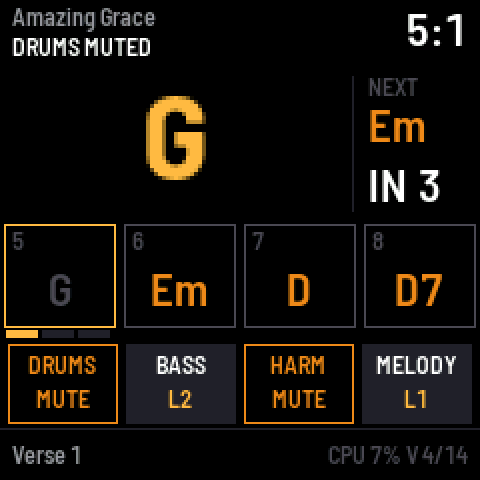 Amazing Grace
DRUMS MUTED
5:1
G
NEXT
Em
IN 3
5
G
6
Em
7
D
8
D7
DRUMS
MUTE
BASS
L2
HARM
MUTE
MELODY
L1
Verse 1
CPU 7% V4/14